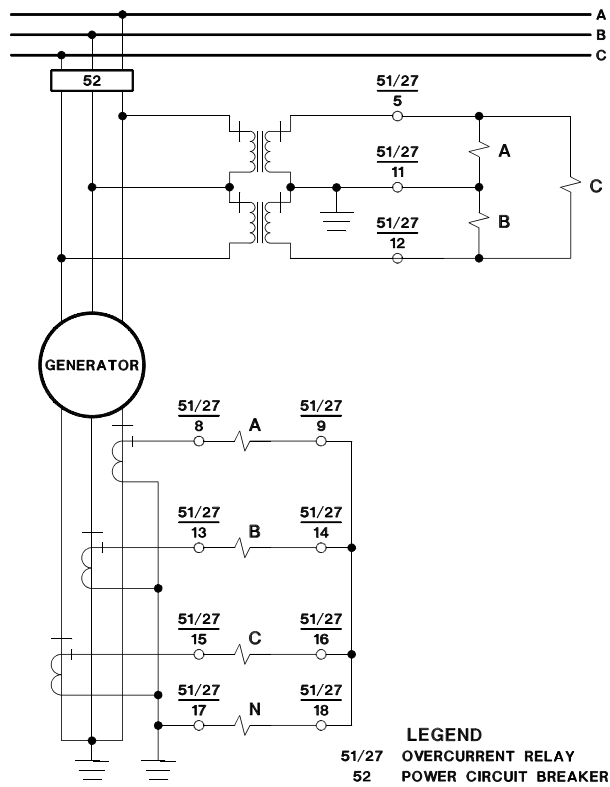 A
B
C
52
51/27
5
51/27
11
A
C
51/27
12
B
GENERATOR
51/27
8
A
51/27
9
51/27
13
B
51/27
14
51/27
15
C
51/27
16
51/27
17
N
51/27
18
LEGEND
51/27 OVERCURRENT RELAY
52 POWER CIRCUIT BREAKER